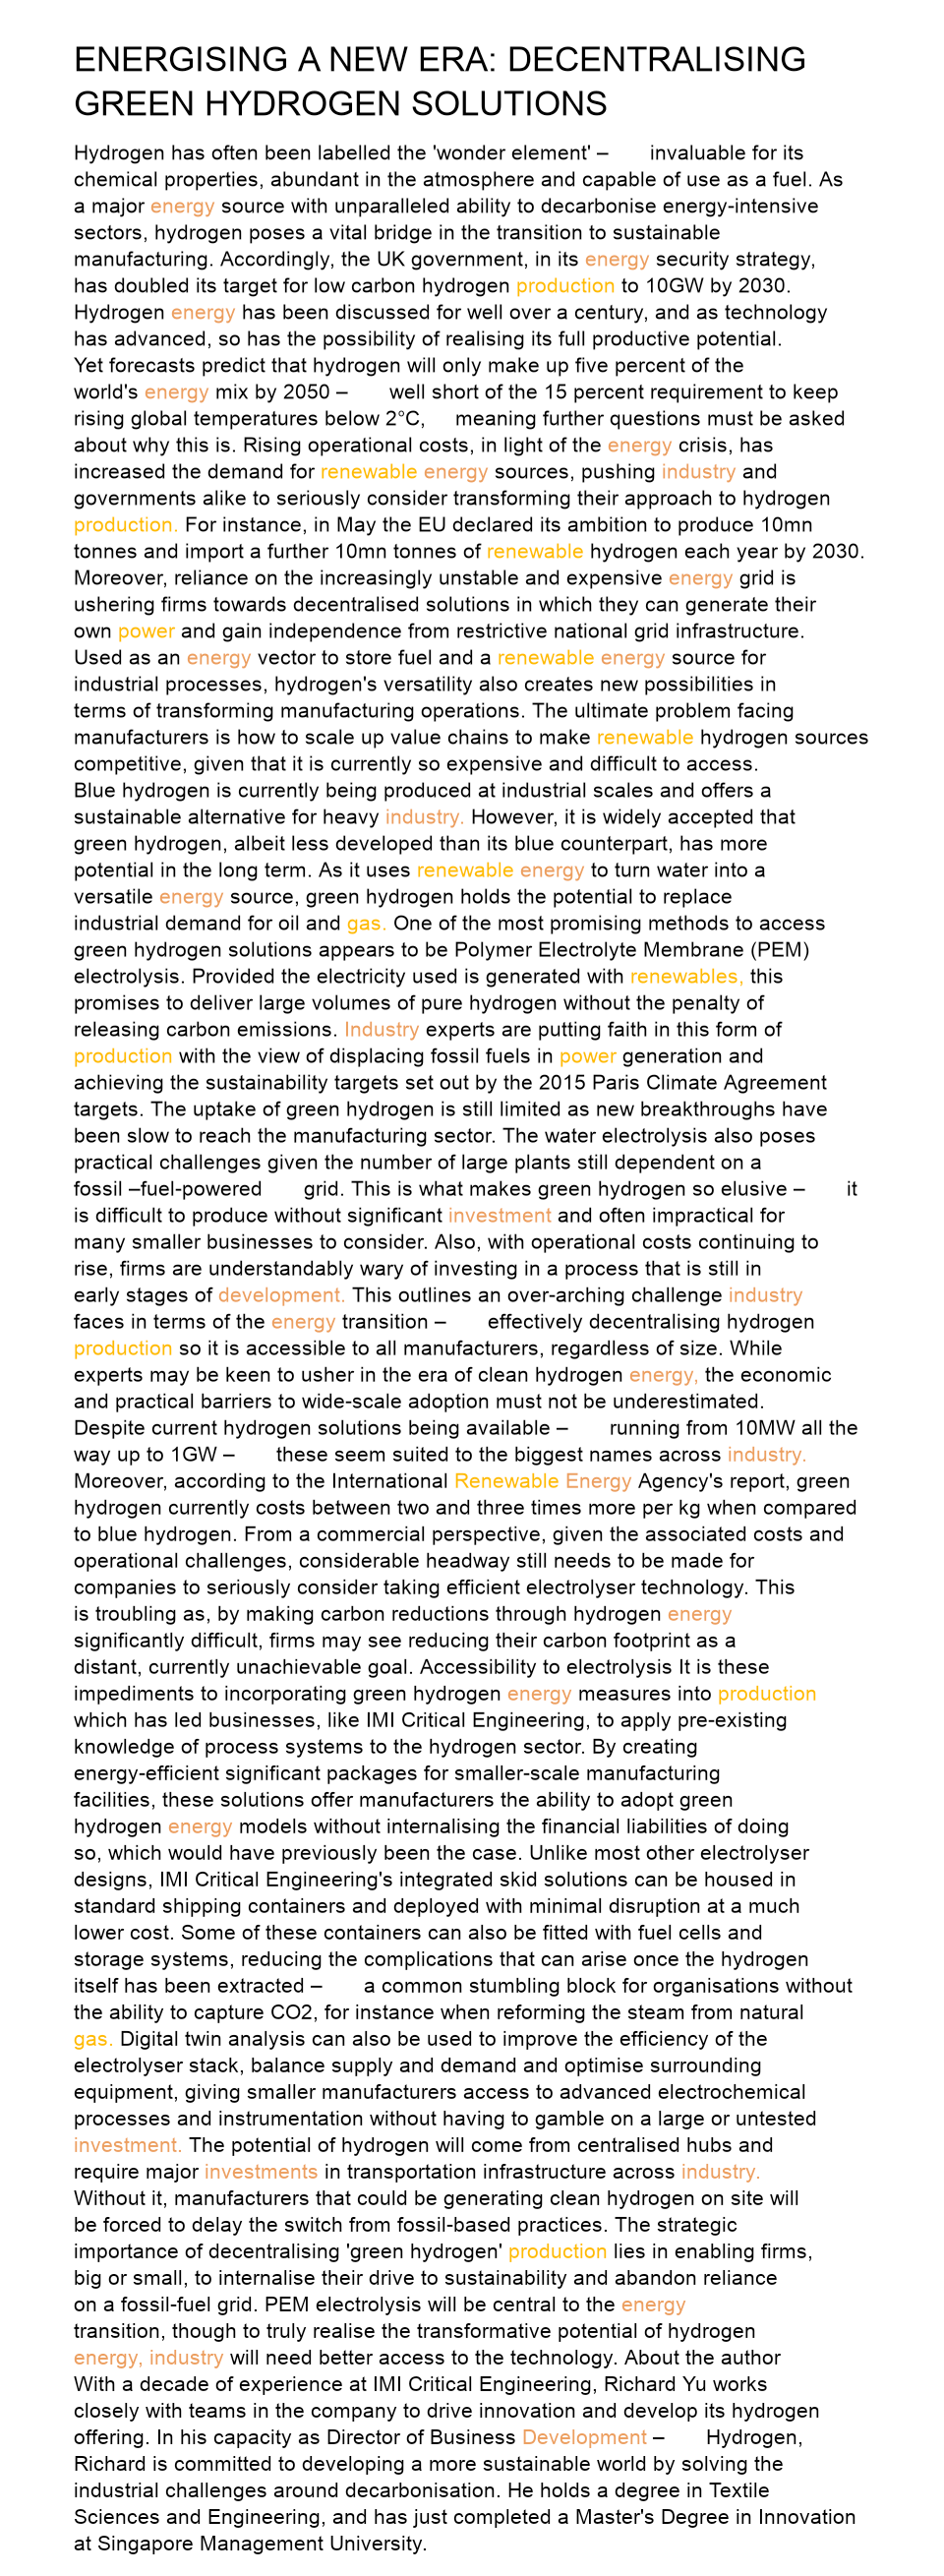 ENERGISING A NEW ERA: DECENTRALISING
GREEN HYDROGEN SOLUTIONS
Hydrogen has often been labelled the 'wonder element' – invaluable for its
chemical properties, abundant in the atmosphere and capable of use as a fuel. As
a major energy source with unparalleled ability to decarbonise energy-intensive
sectors, hydrogen poses a vital bridge in the transition to sustainable
manufacturing. Accordingly, the UK government, in its energy security strategy,
has doubled its target for low carbon hydrogen production to 10GW by 2030.
Hydrogen energy has been discussed for well over a century, and as technology
has advanced, so has the possibility of realising its full productive potential.
Yet forecasts predict that hydrogen will only make up five percent of the
world's energy mix by 2050 – well short of the 15 percent requirement to keep
rising global temperatures below 2°C, meaning further questions must be asked
about why this is. Rising operational costs, in light of the energy crisis, has
increased the demand for renewable energy sources, pushing industry and
governments alike to seriously consider transforming their approach to hydrogen
production. For instance, in May the EU declared its ambition to produce 10mn
tonnes and import a further 10mn tonnes of renewable hydrogen each year by 2030.
Moreover, reliance on the increasingly unstable and expensive energy grid is
ushering firms towards decentralised solutions in which they can generate their
own power and gain independence from restrictive national grid infrastructure.
Used as an energy vector to store fuel and a renewable energy source for
industrial processes, hydrogen's versatility also creates new possibilities in
terms of transforming manufacturing operations. The ultimate problem facing
manufacturers is how to scale up value chains to make renewable hydrogen sources
competitive, given that it is currently so expensive and difficult to access.
Blue hydrogen is currently being produced at industrial scales and offers a
sustainable alternative for heavy industry. However, it is widely accepted that
green hydrogen, albeit less developed than its blue counterpart, has more
potential in the long term. As it uses renewable energy to turn water into a
versatile energy source, green hydrogen holds the potential to replace
industrial demand for oil and gas. One of the most promising methods to access
green hydrogen solutions appears to be Polymer Electrolyte Membrane (PEM)
electrolysis. Provided the electricity used is generated with renewables, this
promises to deliver large volumes of pure hydrogen without the penalty of
releasing carbon emissions. Industry experts are putting faith in this form of
production with the view of displacing fossil fuels in power generation and
achieving the sustainability targets set out by the 2015 Paris Climate Agreement
targets. The uptake of green hydrogen is still limited as new breakthroughs have
been slow to reach the manufacturing sector. The water electrolysis also poses
practical challenges given the number of large plants still dependent on a
fossil –fuel-powered grid. This is what makes green hydrogen so elusive – it
is difficult to produce without significant investment and often impractical for
many smaller businesses to consider. Also, with operational costs continuing to
rise, firms are understandably wary of investing in a process that is still in
early stages of development. This outlines an over-arching challenge industry
faces in terms of the energy transition – effectively decentralising hydrogen
production so it is accessible to all manufacturers, regardless of size. While
experts may be keen to usher in the era of clean hydrogen energy, the economic
and practical barriers to wide-scale adoption must not be underestimated.
Despite current hydrogen solutions being available – running from 10MW all the
way up to 1GW – these seem suited to the biggest names across industry.
Moreover, according to the International Renewable Energy Agency's report, green
hydrogen currently costs between two and three times more per kg when compared
to blue hydrogen. From a commercial perspective, given the associated costs and
operational challenges, considerable headway still needs to be made for
companies to seriously consider taking efficient electrolyser technology. This
is troubling as, by making carbon reductions through hydrogen energy
significantly difficult, firms may see reducing their carbon footprint as a
distant, currently unachievable goal. Accessibility to electrolysis It is these
impediments to incorporating green hydrogen energy measures into production
which has led businesses, like IMI Critical Engineering, to apply pre-existing
knowledge of process systems to the hydrogen sector. By creating
energy-efficient significant packages for smaller-scale manufacturing
facilities, these solutions offer manufacturers the ability to adopt green
hydrogen energy models without internalising the financial liabilities of doing
so, which would have previously been the case. Unlike most other electrolyser
designs, IMI Critical Engineering's integrated skid solutions can be housed in
standard shipping containers and deployed with minimal disruption at a much
lower cost. Some of these containers can also be fitted with fuel cells and
storage systems, reducing the complications that can arise once the hydrogen
itself has been extracted – a common stumbling block for organisations without
the ability to capture CO2, for instance when reforming the steam from natural
gas. Digital twin analysis can also be used to improve the efficiency of the
electrolyser stack, balance supply and demand and optimise surrounding
equipment, giving smaller manufacturers access to advanced electrochemical
processes and instrumentation without having to gamble on a large or untested
investment. The potential of hydrogen will come from centralised hubs and
require major investments in transportation infrastructure across industry.
Without it, manufacturers that could be generating clean hydrogen on site will
be forced to delay the switch from fossil-based practices. The strategic
importance of decentralising 'green hydrogen' production lies in enabling firms,
big or small, to internalise their drive to sustainability and abandon reliance
on a fossil-fuel grid. PEM electrolysis will be central to the energy
transition, though to truly realise the transformative potential of hydrogen
energy, industry will need better access to the technology. About the author
With a decade of experience at IMI Critical Engineering, Richard Yu works
closely with teams in the company to drive innovation and develop its hydrogen
offering. In his capacity as Director of Business Development – Hydrogen,
Richard is committed to developing a more sustainable world by solving the
industrial challenges around decarbonisation. He holds a degree in Textile
Sciences and Engineering, and has just completed a Master's Degree in Innovation
at Singapore Management University.